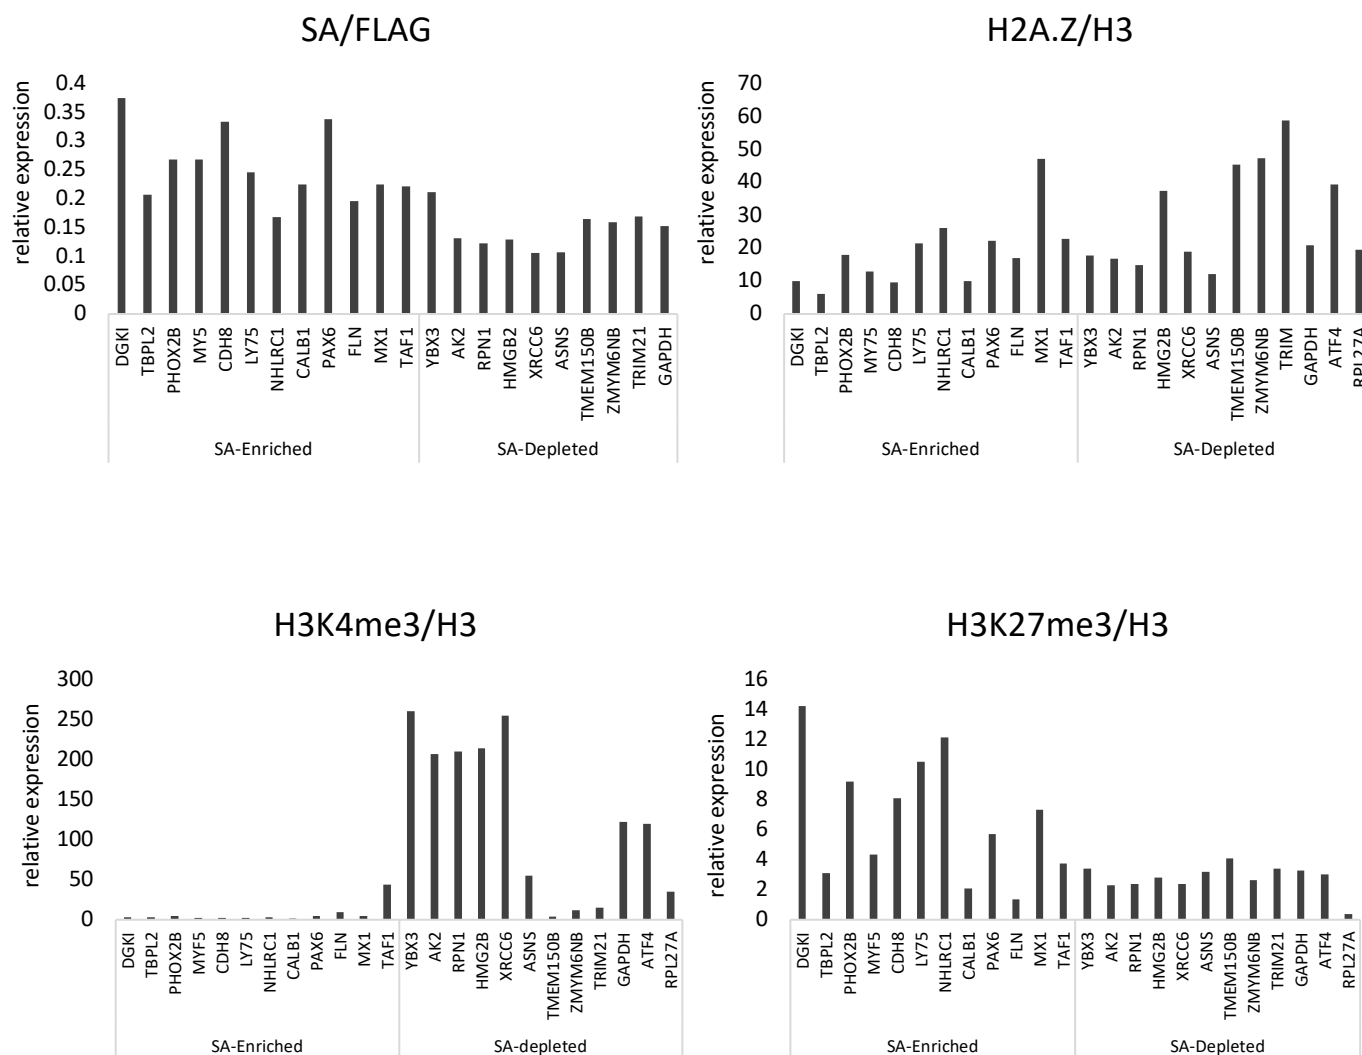 SA/FLAG
relative expression
0.4
0.35
0.3
0.25
0.2
0.15
0.1
0.05
0
DGKI
TBPL2
PHOX2B
MY5
CDH8
LY75
NHLRC1
CALB1
PAX6
FLN
MX1
TAF1
YBX3
AK2
RPN1
HMGB2
XRCC6
ASNS
TMEM150B
ZMYM6NB
TRIM21
GAPDH
SA-Enriched
SA-Depleted
H2A.Z/H3
relative expression
70
60
50
40
30
20
10
0
DGKI
TBPL2
PHOX2B
MY75
CDH8
LY75
NHLRC1
CALB1
PAX6
FLN
MX1
TAF1
YBX3
AK2
RPN1
HMG2B
XRCC6
ASNS
TMEM150B
ZMYM6NB
TRIM
GAPDH
ATF4
RPL27A
SA-Enriched
SA-Depleted
H3K4me3/H3
relative expression
300
250
200
150
100
50
0
DGKI
TBPL2
PHOX2B
MYF5
CDH8
LY75
NHLRC1
CALB1
PAX6
FLN
MX1
TAF1
YBX3
AK2
RPN1
HMG2B
XRCC6
ASNS
TMEM150B
ZMYM6NB
TRIM21
GAPDH
ATF4
RPL27A
SA-Enriched
SA-depleted
H3K27me3/H3
relative expression
16
14
12
10
8
6
4
2
0
DGKI
TBPL2
PHOX2B
MYF5
CDH8
LY75
NHLRC1
CALB1
PAX6
FLN
MX1
TAF1
YBX3
AK2
RPN1
HMG2B
XRCC6
ASNS
TMEM150B
ZMYM6NB
TRIM21
GAPDH
ATF4
RPL27A
SA-Enriched
SA-Depleted